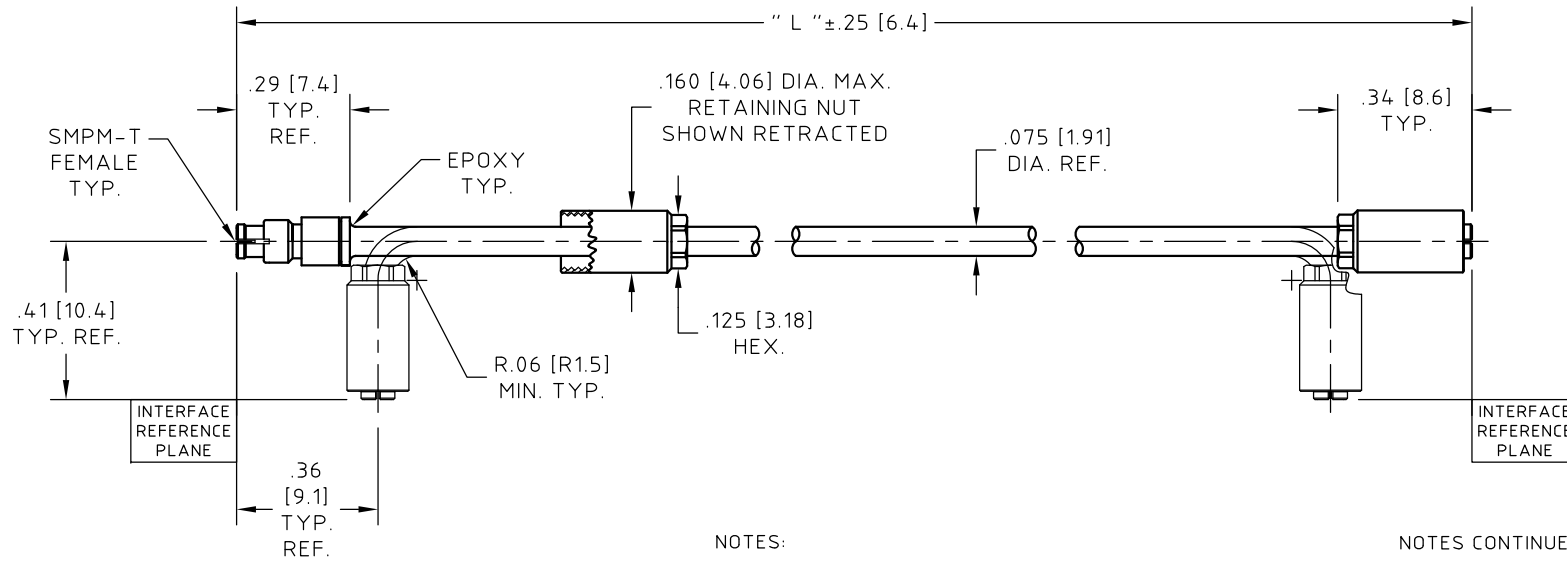 " L "±.25 [6.4]
.29 [7.4]
TYP.
REF.
.160 [4.06] DIA. MAX.
RETAINING NUT
SHOWN RETRACTED
.34 [8.6]
TYP.
SMPM-T
FEMALE
TYP.
EPOXY
TYP.
.075 [1.91]
DIA. REF.
.41 [10.4]
TYP. REF.
.125 [3.18]
HEX.
R.06 [R1.5]
MIN. TYP.
INTERFACE
REFERENCE
PLANE
INTERFACE
REFERENCE
PLANE
.36
[9.1]
TYP.
REF.
NOTES:
NOTES CONTINUE